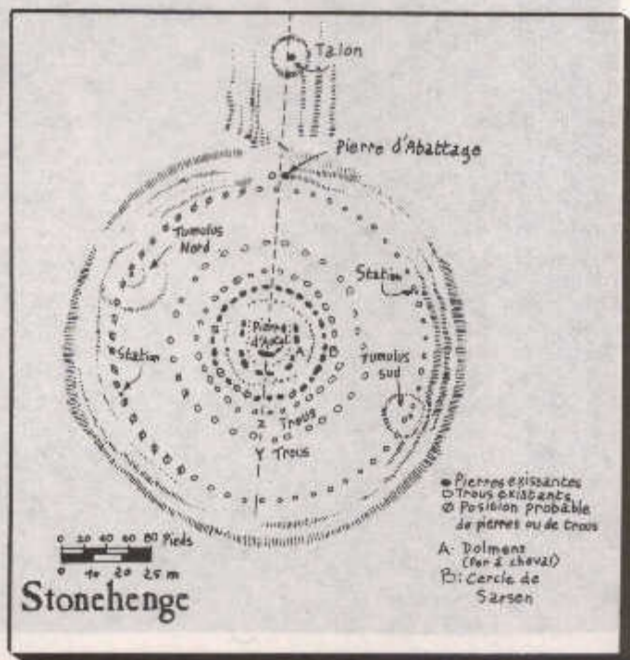 Talon
Pierre d'Abattage
Tumulus
Nord
Station
Pierre
d'Autel
A
B
Station
Tumulus
Sud
Z Trous
Y Trous
Pierres existantes
Trous existants
Posision probable
de pierres ou de trous
0 20 40 60 80 Pieds
0 10 20 25 m
A- Dolmens
(Fer à cheval)
B: Cercle de
Sarsen
Stonehenge